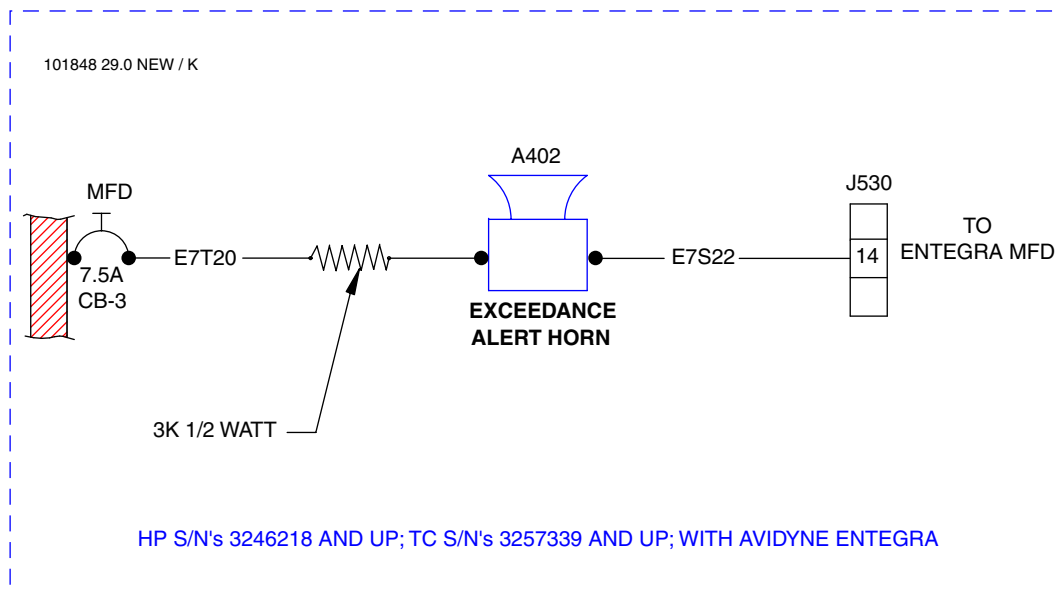 101848 29.0 NEW / K
A402
MFD
J530
E7T20
E7S22
14
TO
ENTEGRA MFD
7.5A
CB-3
EXCEEDANCE
ALERT HORN
3K 1/2 WATT
HP S/N's 3246218 AND UP; TC S/N's 3257339 AND UP; WITH AVIDYNE ENTEGRA